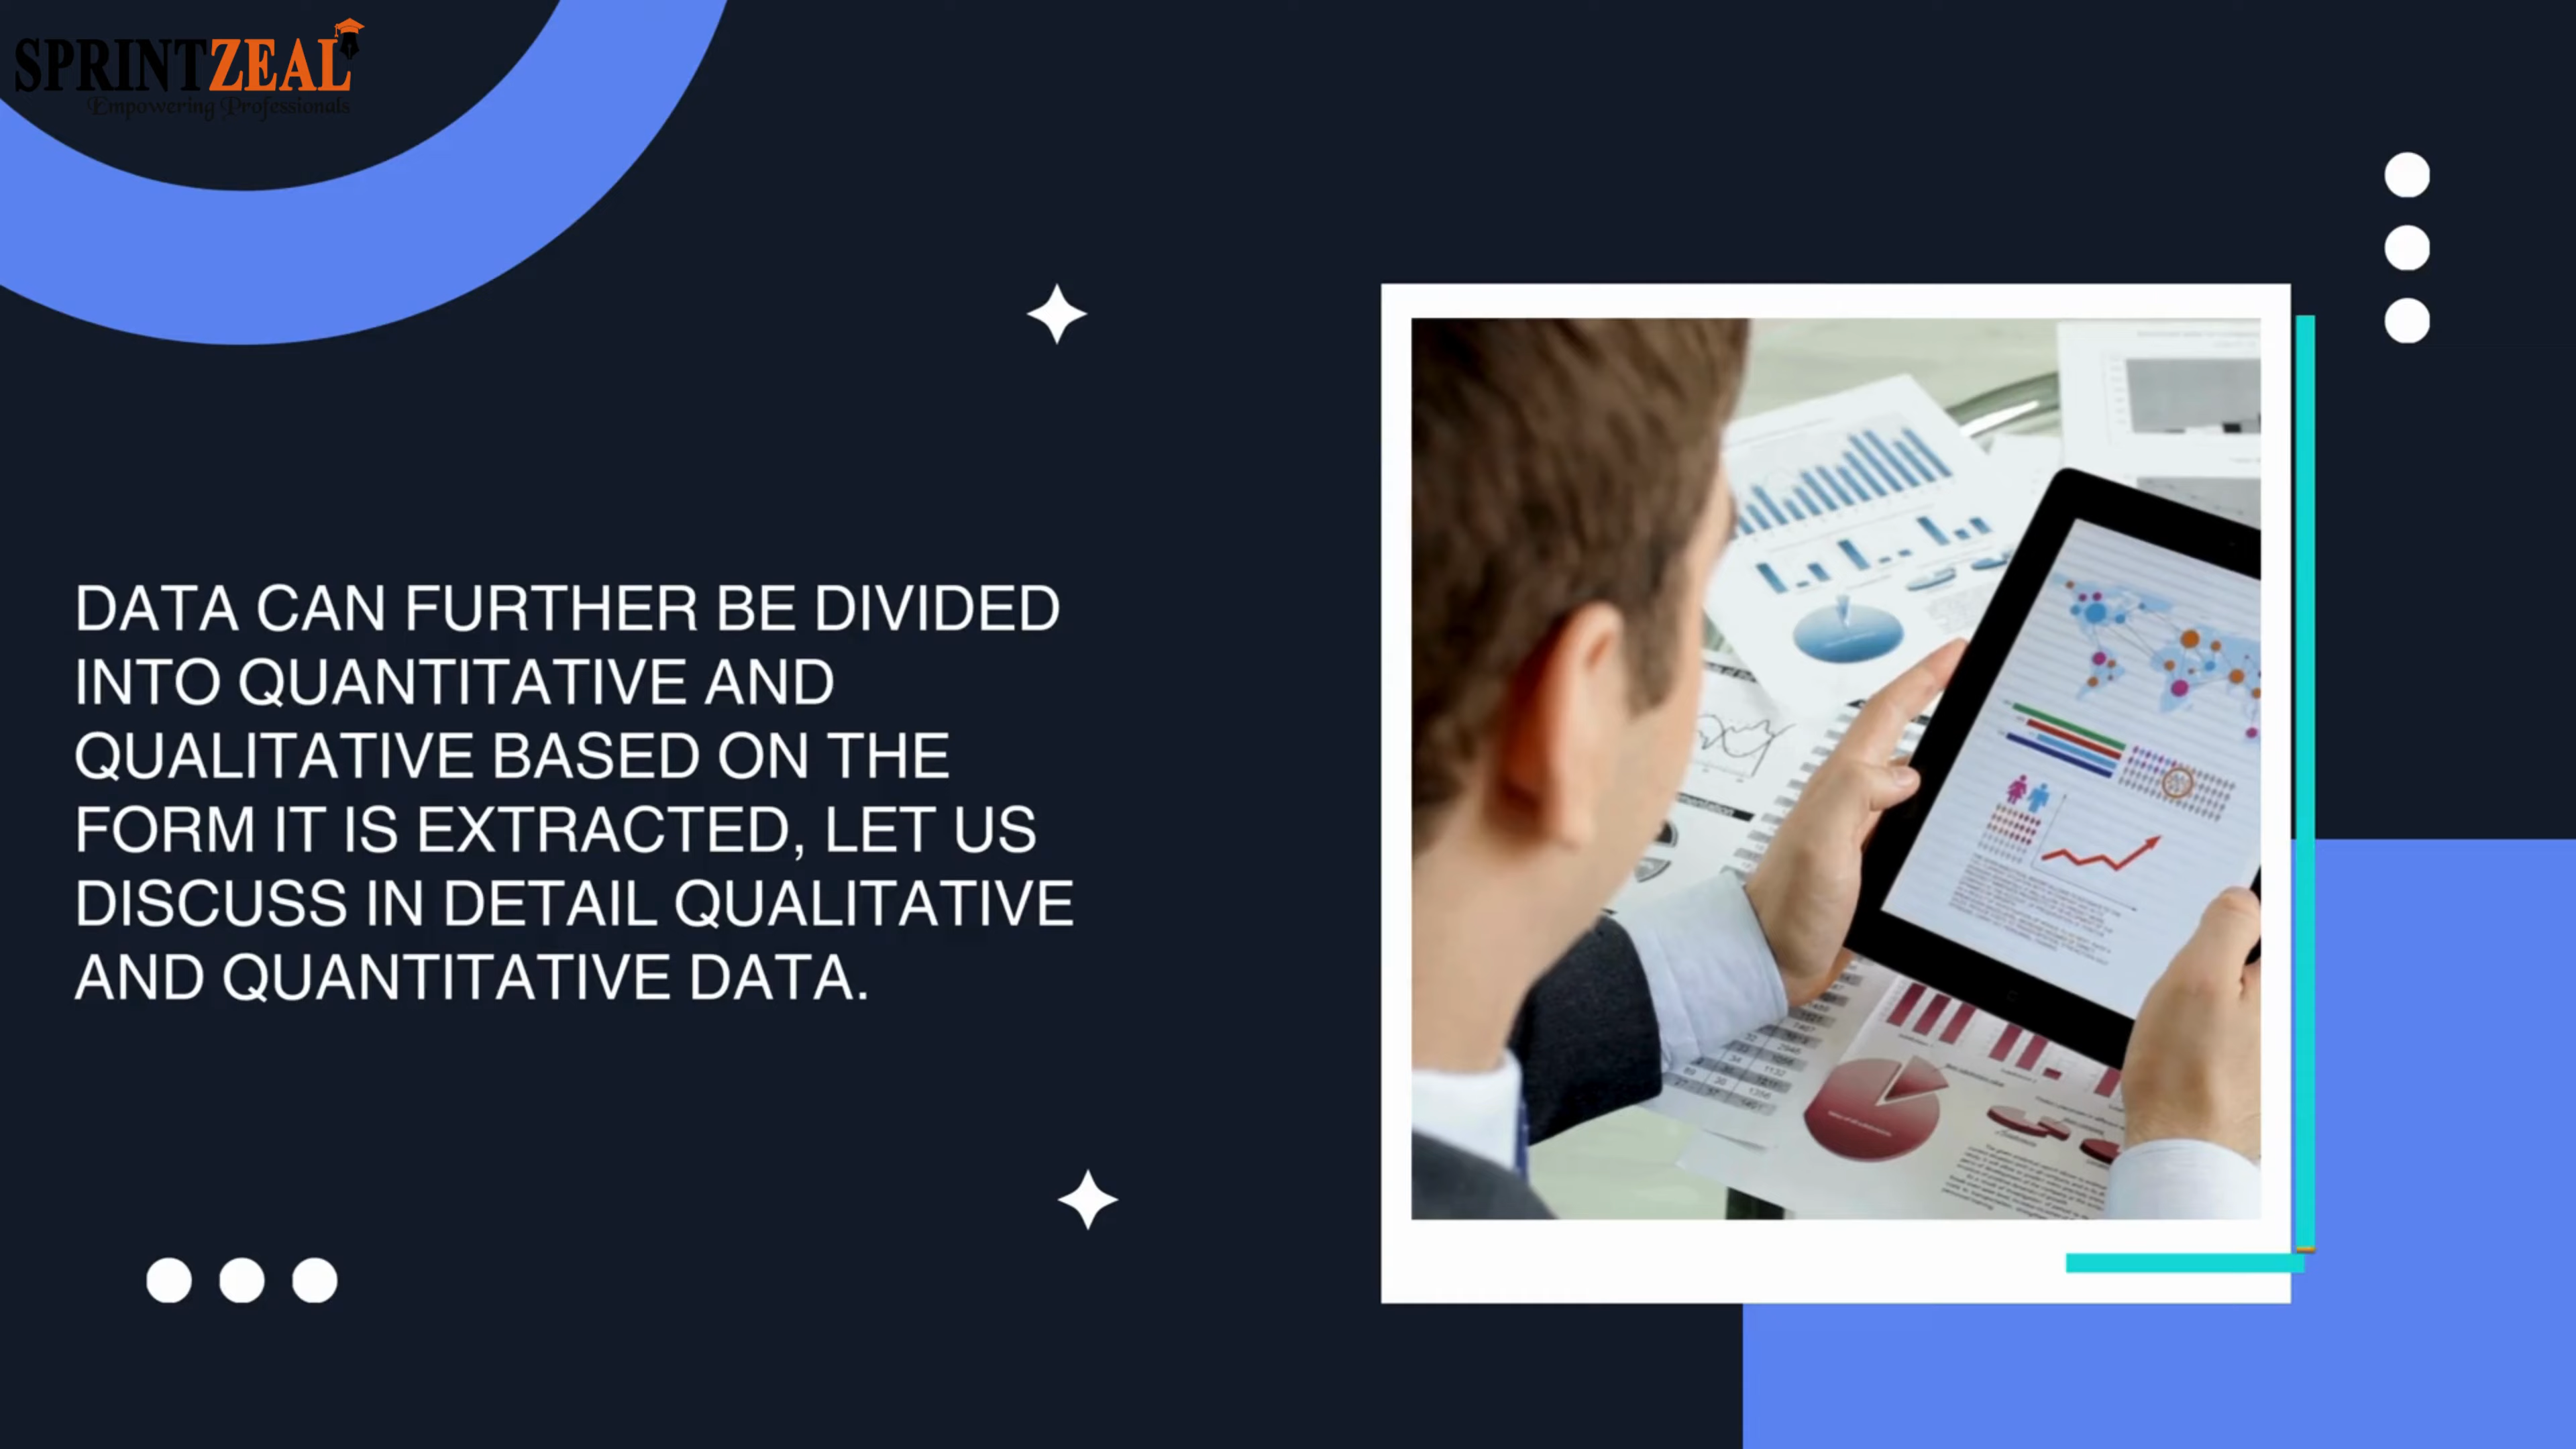 SPRINTZEAL
Empowering Professionals
DATA CAN FURTHER BE DIVIDED
INTO QUANTITATIVE AND
QUALITATIVE BASED ON THE
FORM IT IS EXTRACTED, LET US
DISCUSS IN DETAIL QUALITATIVE
AND QUANTITATIVE DATA.